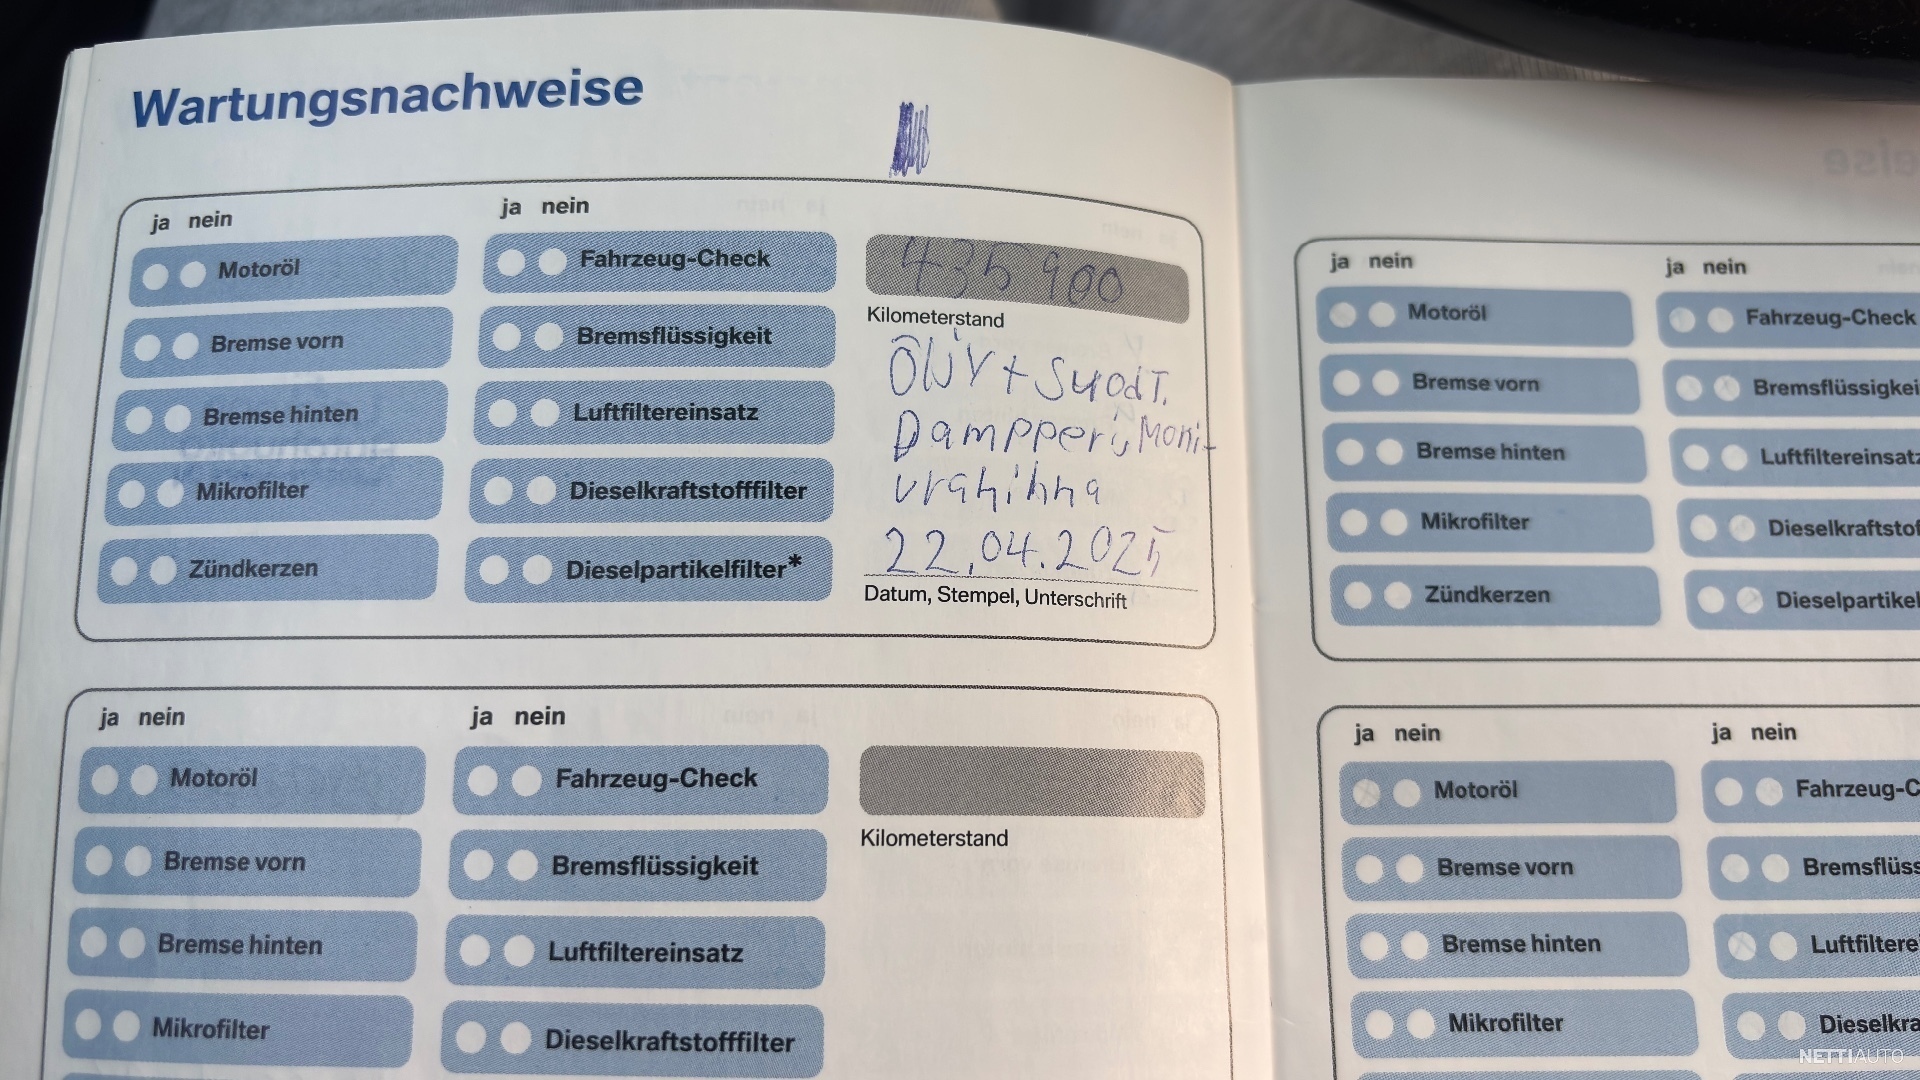 Wartungsnachweise
ja nein
Motoröl
Bremse vorn
Bremse hinten
Mikrofilter
Zündkerzen
ja nein
Fahrzeug-Check
Bremsflüssigkeit
Luftfiltereinsatz
Dieselkraftstofffilter
Dieselpartikelfilter*
435 900
Kilometerstand
ÖljY + SuodT.
Dampperi, Moni-
urahihna
22.04.2025
Datum, Stempel, Unterschrift
ja nein
Motoröl
Bremse vorn
Bremse hinten
Mikrofilter
ja nein
Fahrzeug-Check
Bremsflüssigkeit
Luftfiltereinsatz
Dieselkraftstofffilter
Kilometerstand
ja nein
Motoröl
Bremse vorn
Bremse hinten
Mikrofilter
Zündkerzen
ja nein
Fahrzeug-Check
Bremsflüssigkei
Luftfiltereinsatz
Dieselkraftstof
Dieselpartikel
ja nein
Motoröl
Bremse vorn
Bremse hinten
Mikrofilter
ja nein
Fahrzeug-C
Bremsflüss
Luftfiltere
Dieselkra
NETTIAUTO